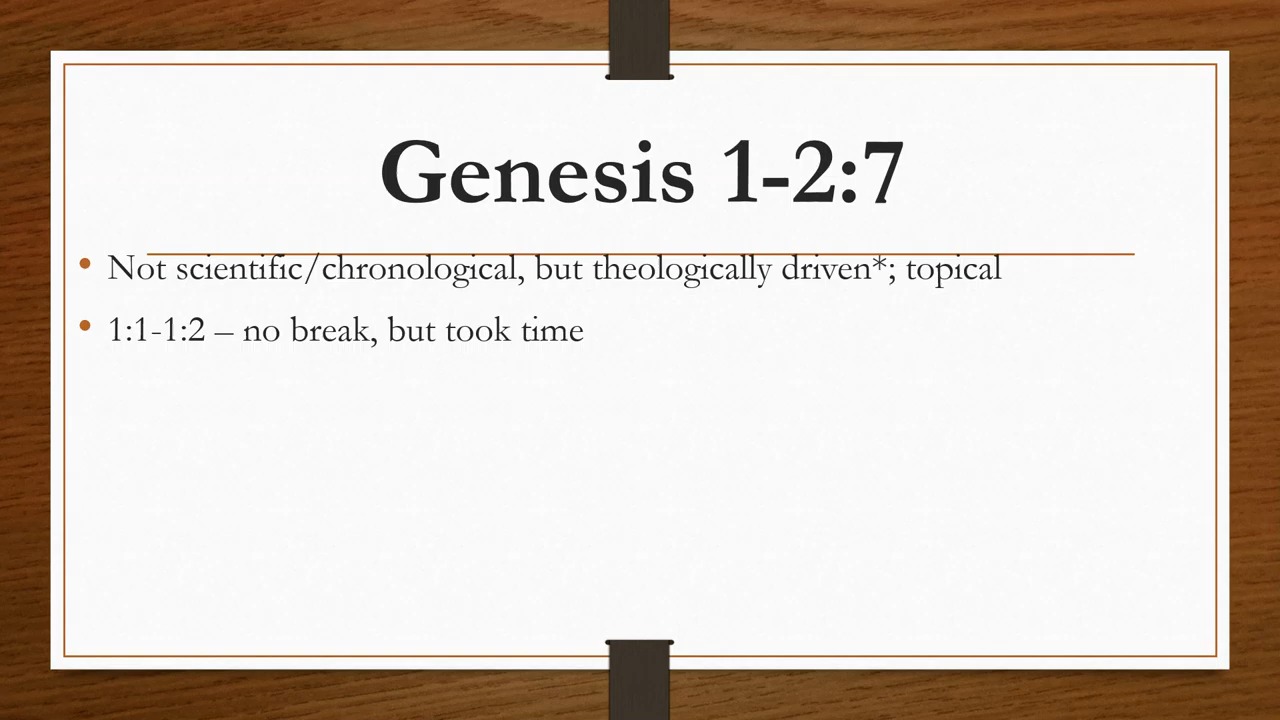 Genesis 1-2:7
• Not scientific/chronological, but theologically driven*; topical
• 1:1-1:2 – no break, but took time